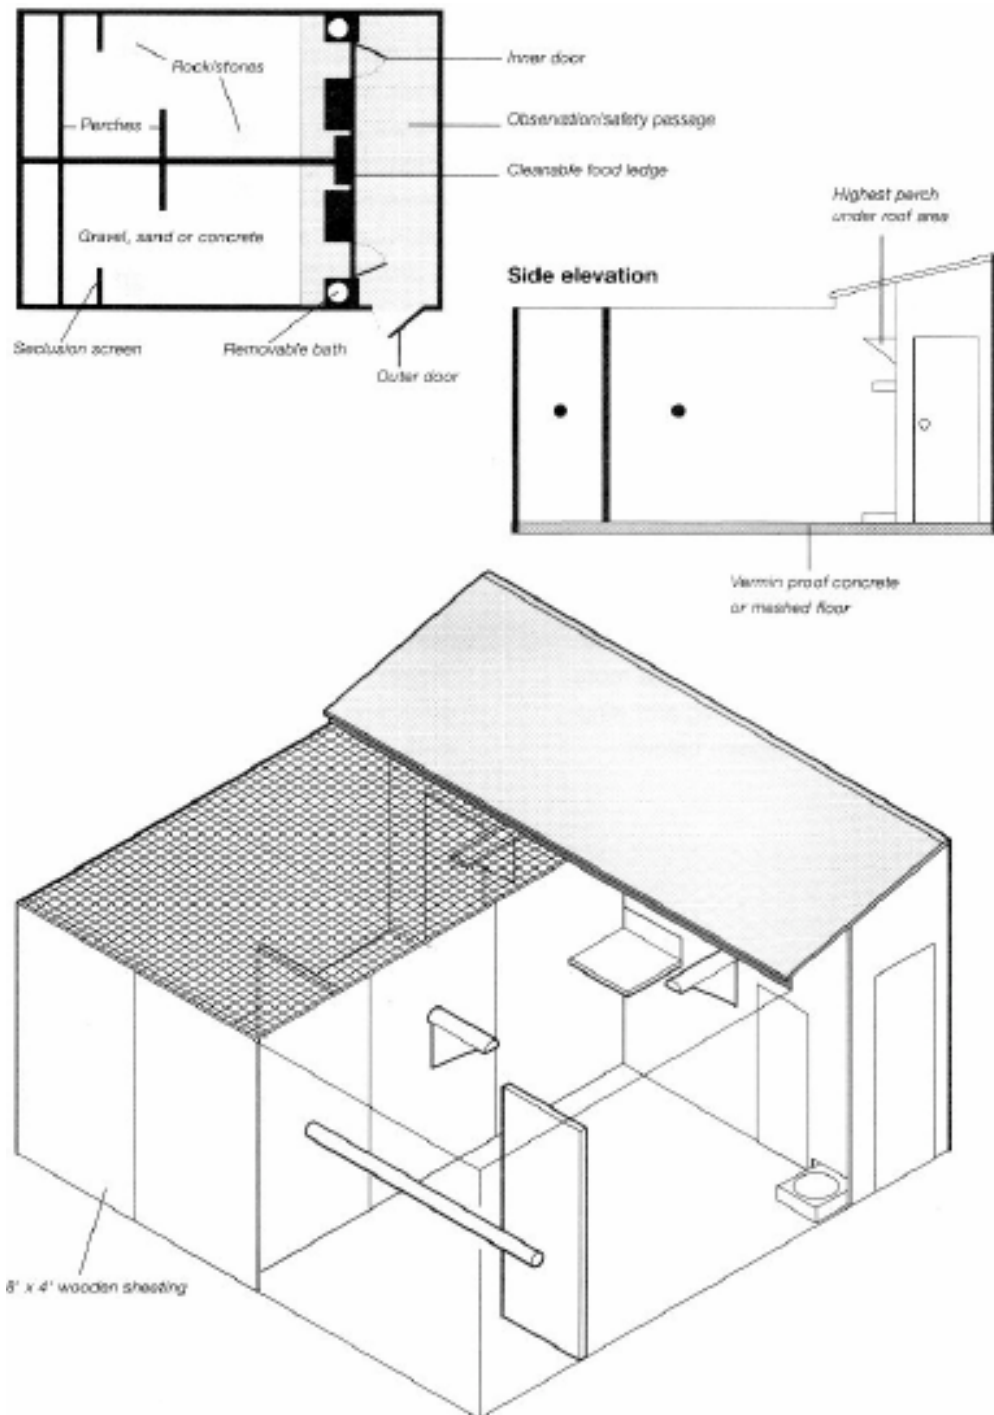 Inner door
Rock/stones
Observation/safety passage
Perches
Cleanable food ledge
Highest perch
under roof area
Gravel, sand or concrete
Side elevation
Seclusion screen
Removable bath
Outer door
Vermin proof concrete
or meshed floor
8' x 4' wooden sheeting